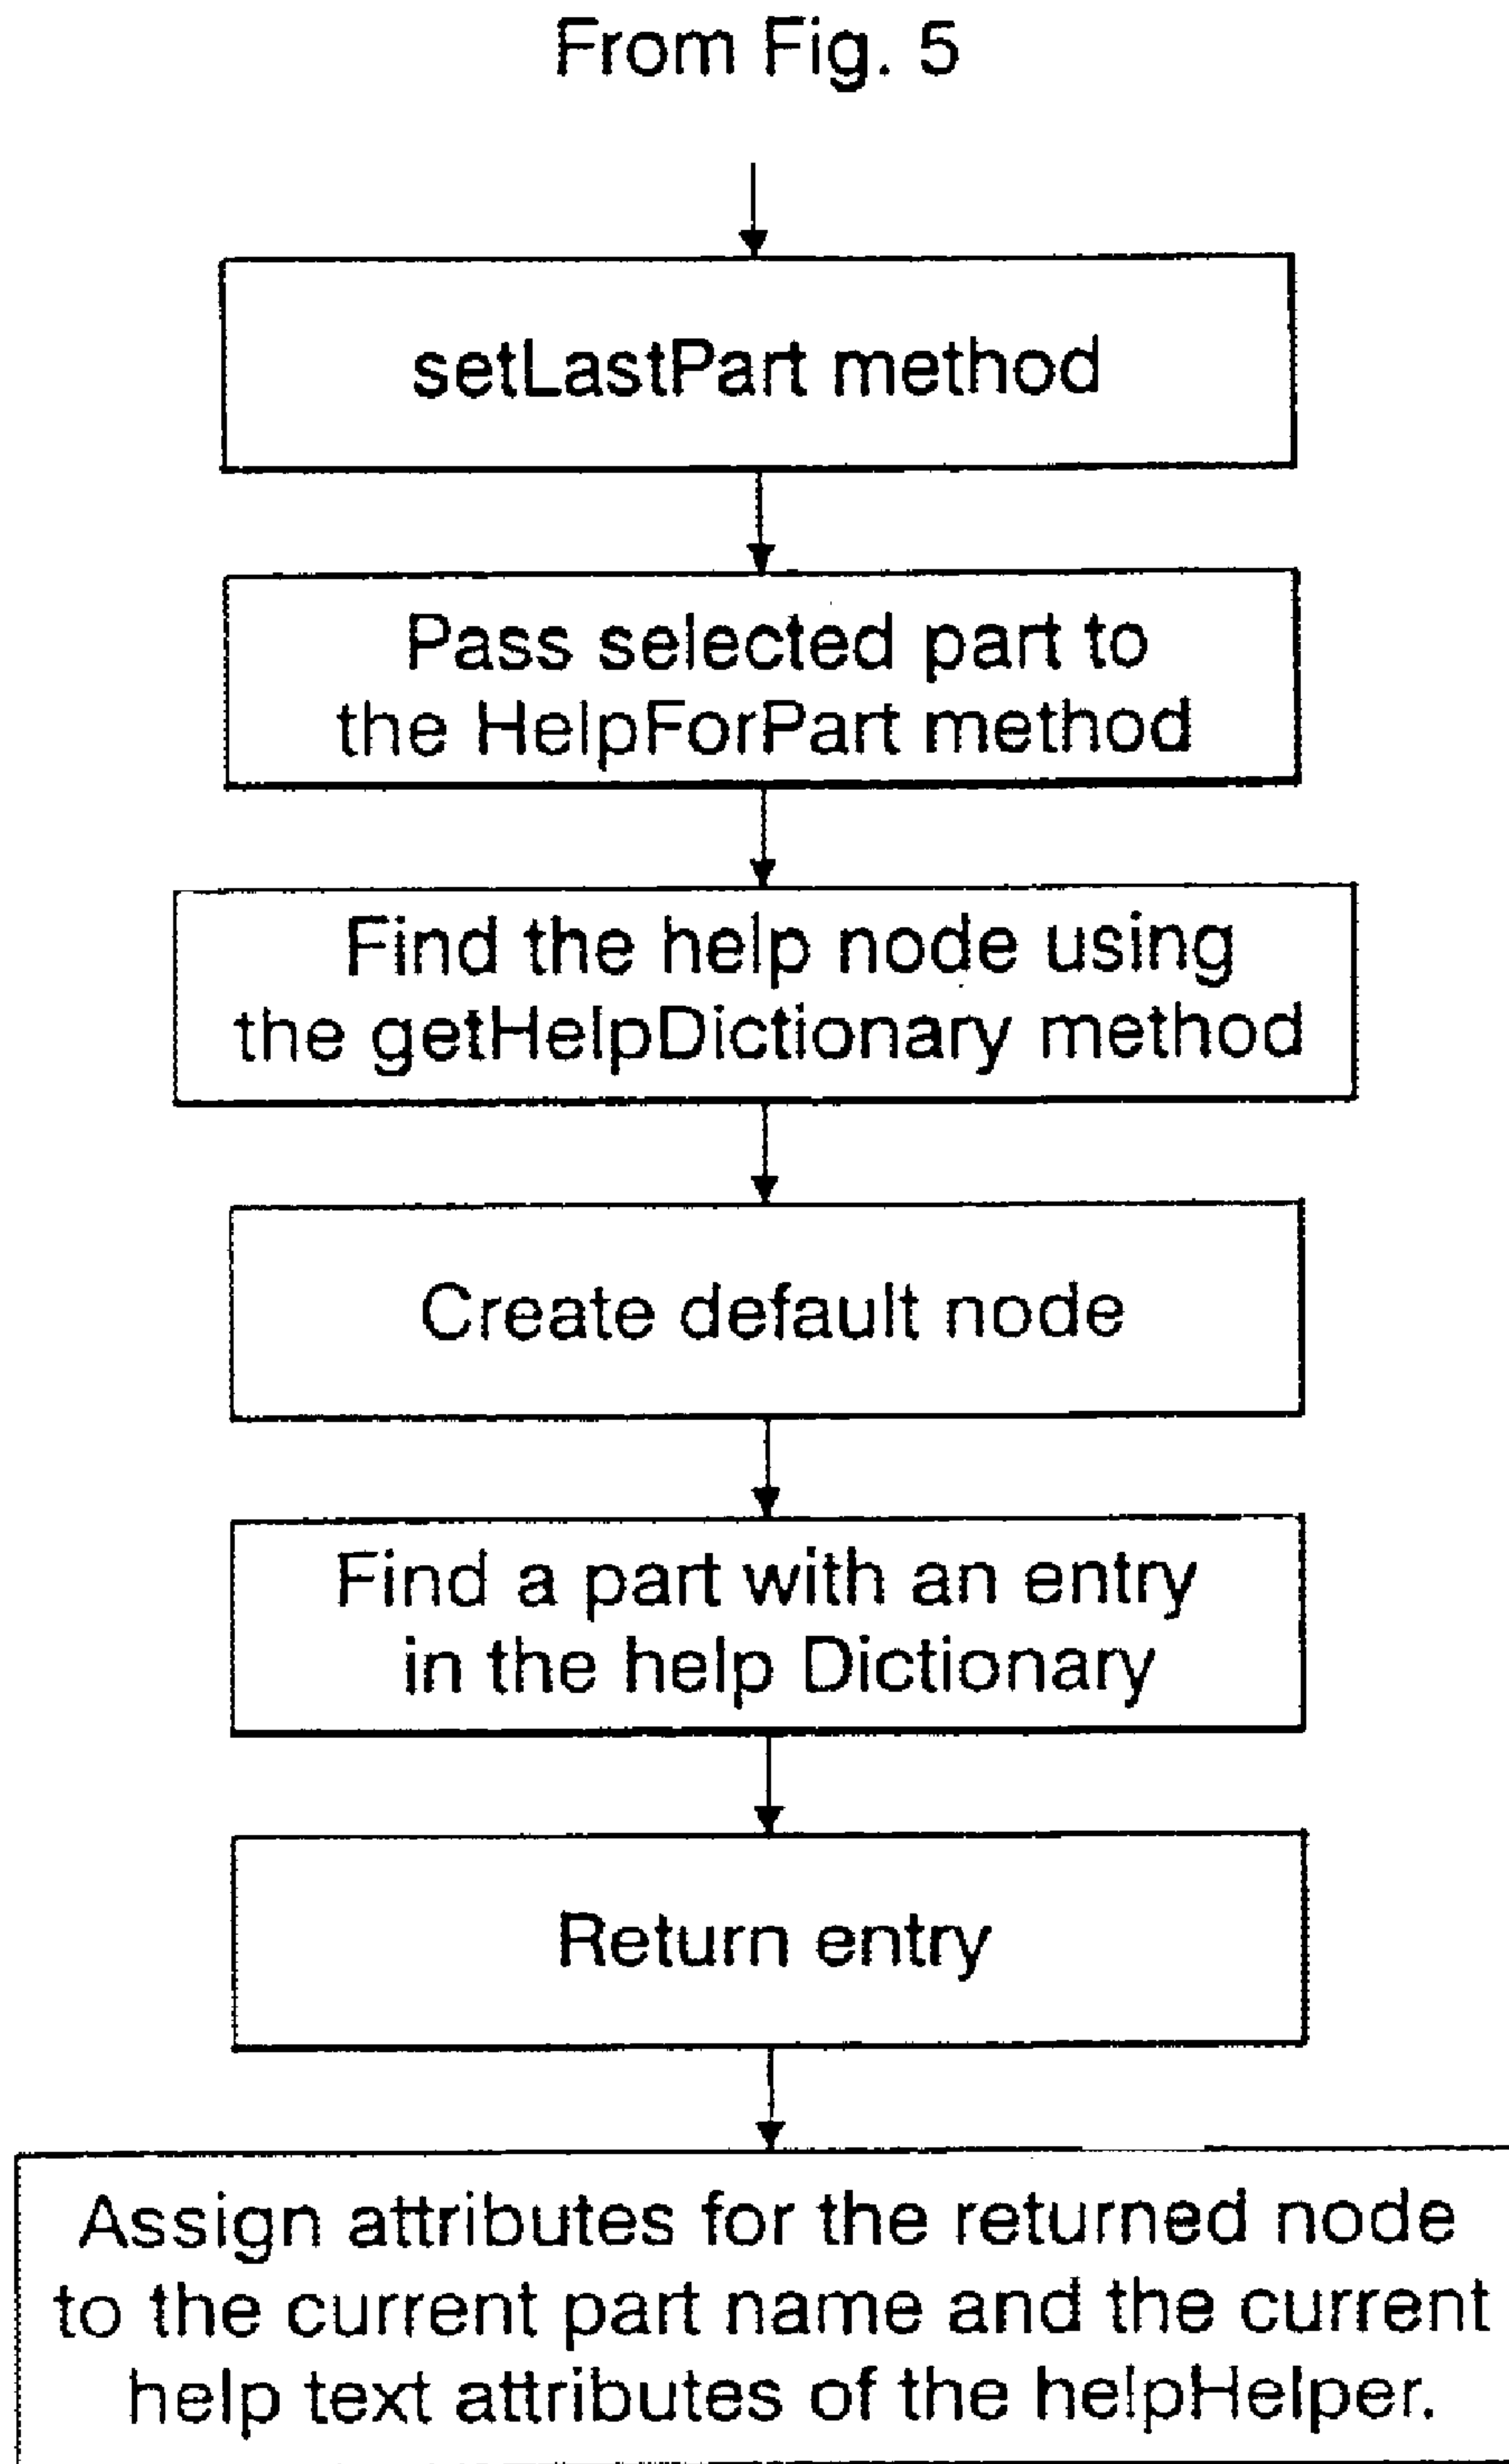 From Fig. 5
setLastPart method
Pass selected part to
the HelpForPart method
Find the help node using
the getHelpDictionary method
Create default node
Find a part with an entry
in the help Dictionary
Return entry
Assign attributes for the returned node
to the current part name and the current
help text attributes of the helpHelper.